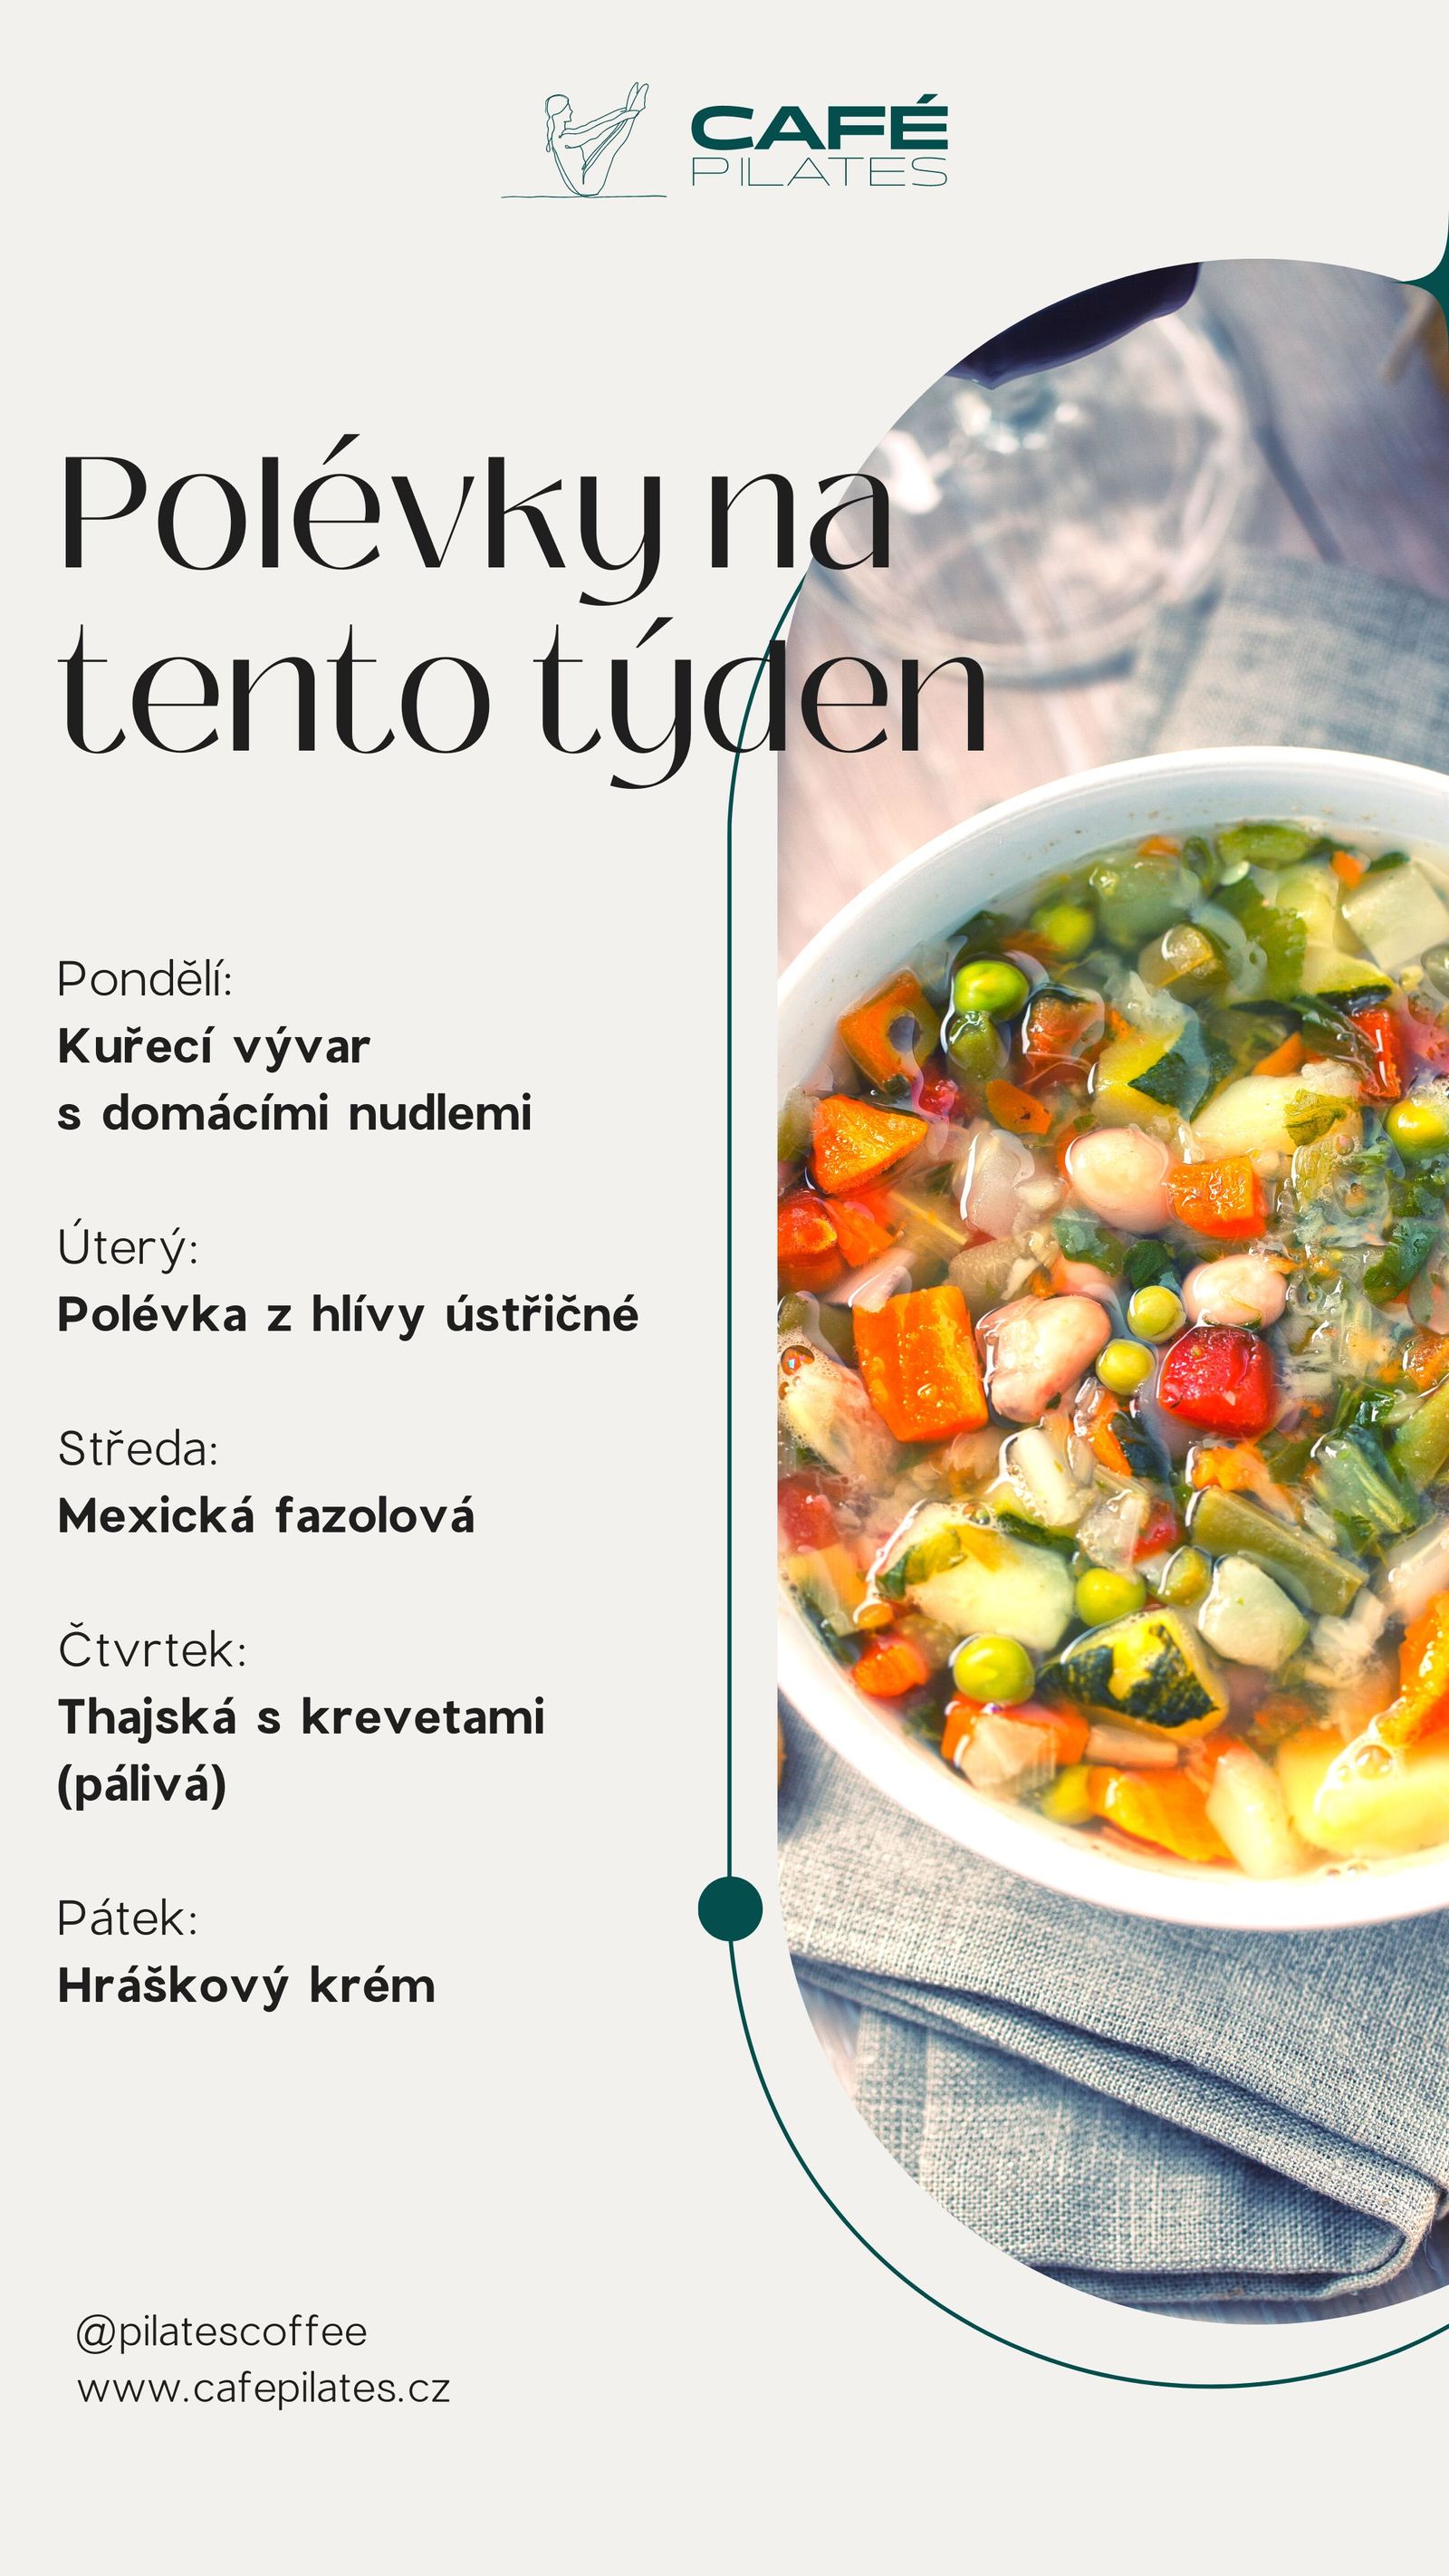 CAFÉ
PILATES
Polévky na
tento týden
Pondělí:
Kuřecí vývar
s domácími nudlemi
Úterý:
Polévka z hlívy ústřičné
Středa:
Mexická fazolová
Čtvrtek:
Thajská s krevetami
(pálivá)
Pátek:
Hráškový krém
@pilatescoffee
www.cafepilates.cz